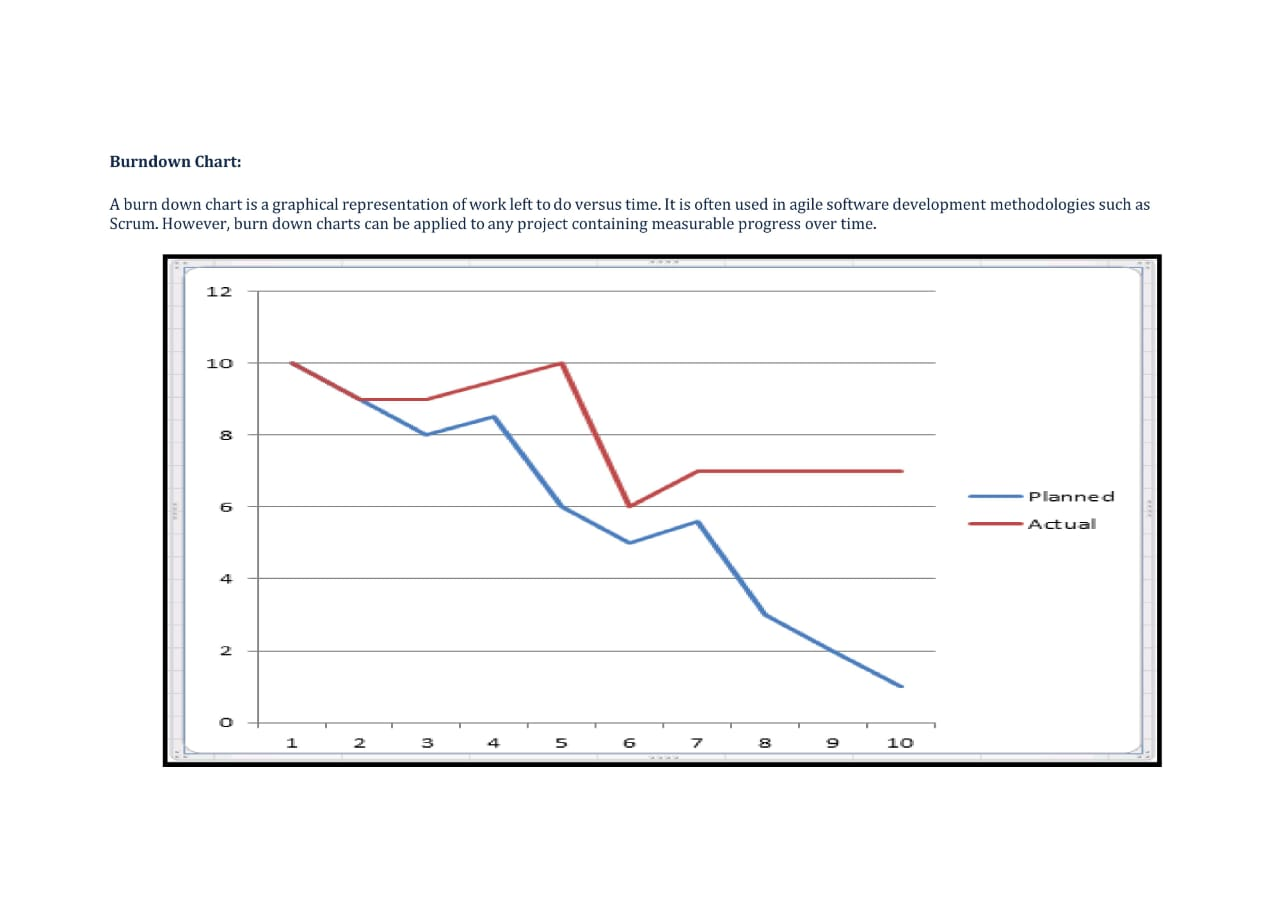 Burndown Chart:
A burn down chart is a graphical representation of work left to do versus time. It is often used in agile software development methodologies such as
Scrum. However, burn down charts can be applied to any project containing measurable progress over time.
12
10
8
6
4
2
0
Planned
Actual
1 2 3 4 5 6 7 8 9 10